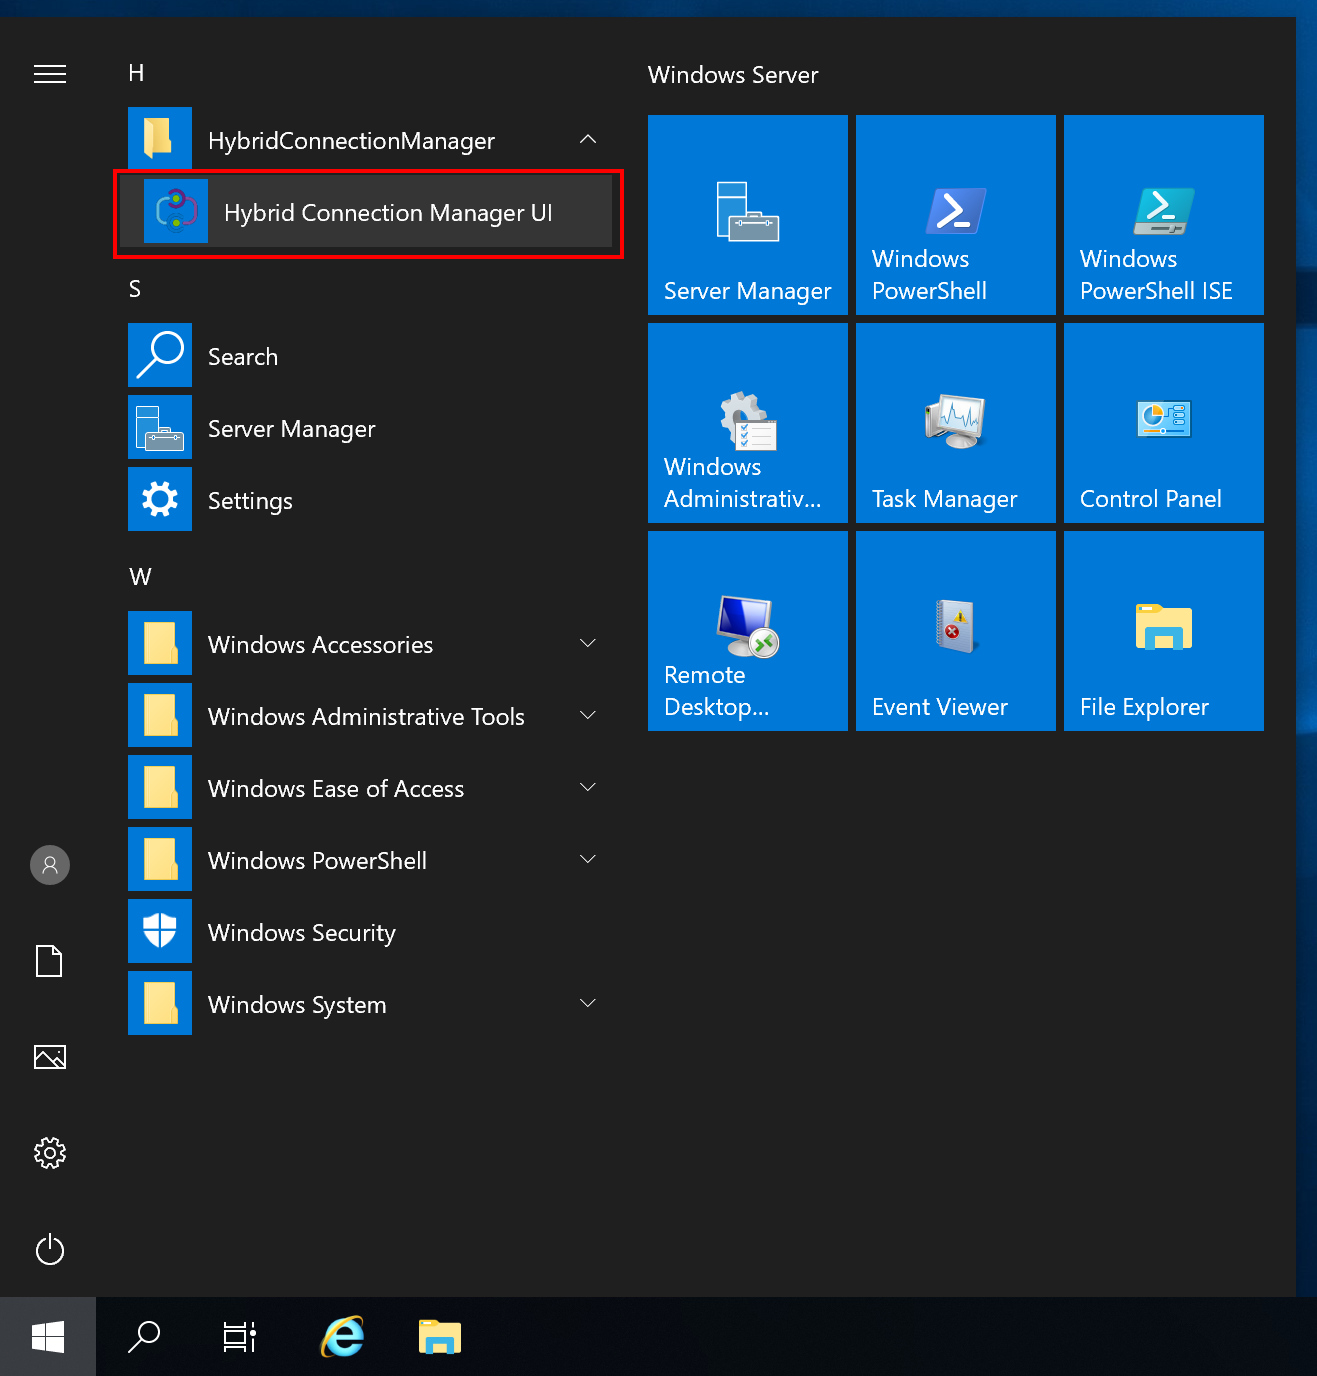 H
HybridConnectionManager
Hybrid Connection Manager UI
S
Search
Server Manager
Settings
W
Windows Accessories
Windows Administrative Tools
Windows Ease of Access
Windows PowerShell
Windows Security
Windows System
Windows Server
Server Manager
Windows
PowerShell
Windows
PowerShell ISE
Windows
Administrativ...
Task Manager
Control Panel
Remote
Desktop...
Event Viewer
File Explorer